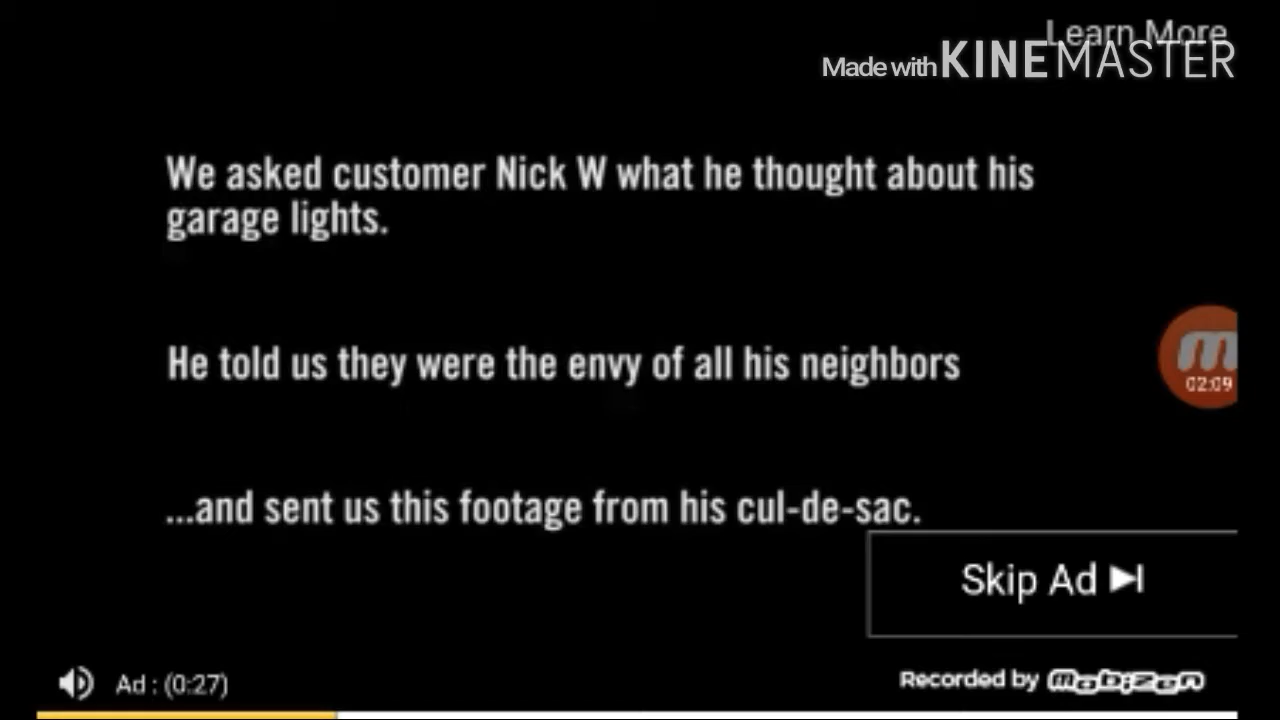 Learn More
Made with KINEMASTER
We asked customer Nick W what he thought about his
garage lights.
He told us they were the envy of all his neighbors
02:09
...and sent us this footage from his cul-de-sac.
Skip Ad
Ad : (0:27)
Recorded by mobizen